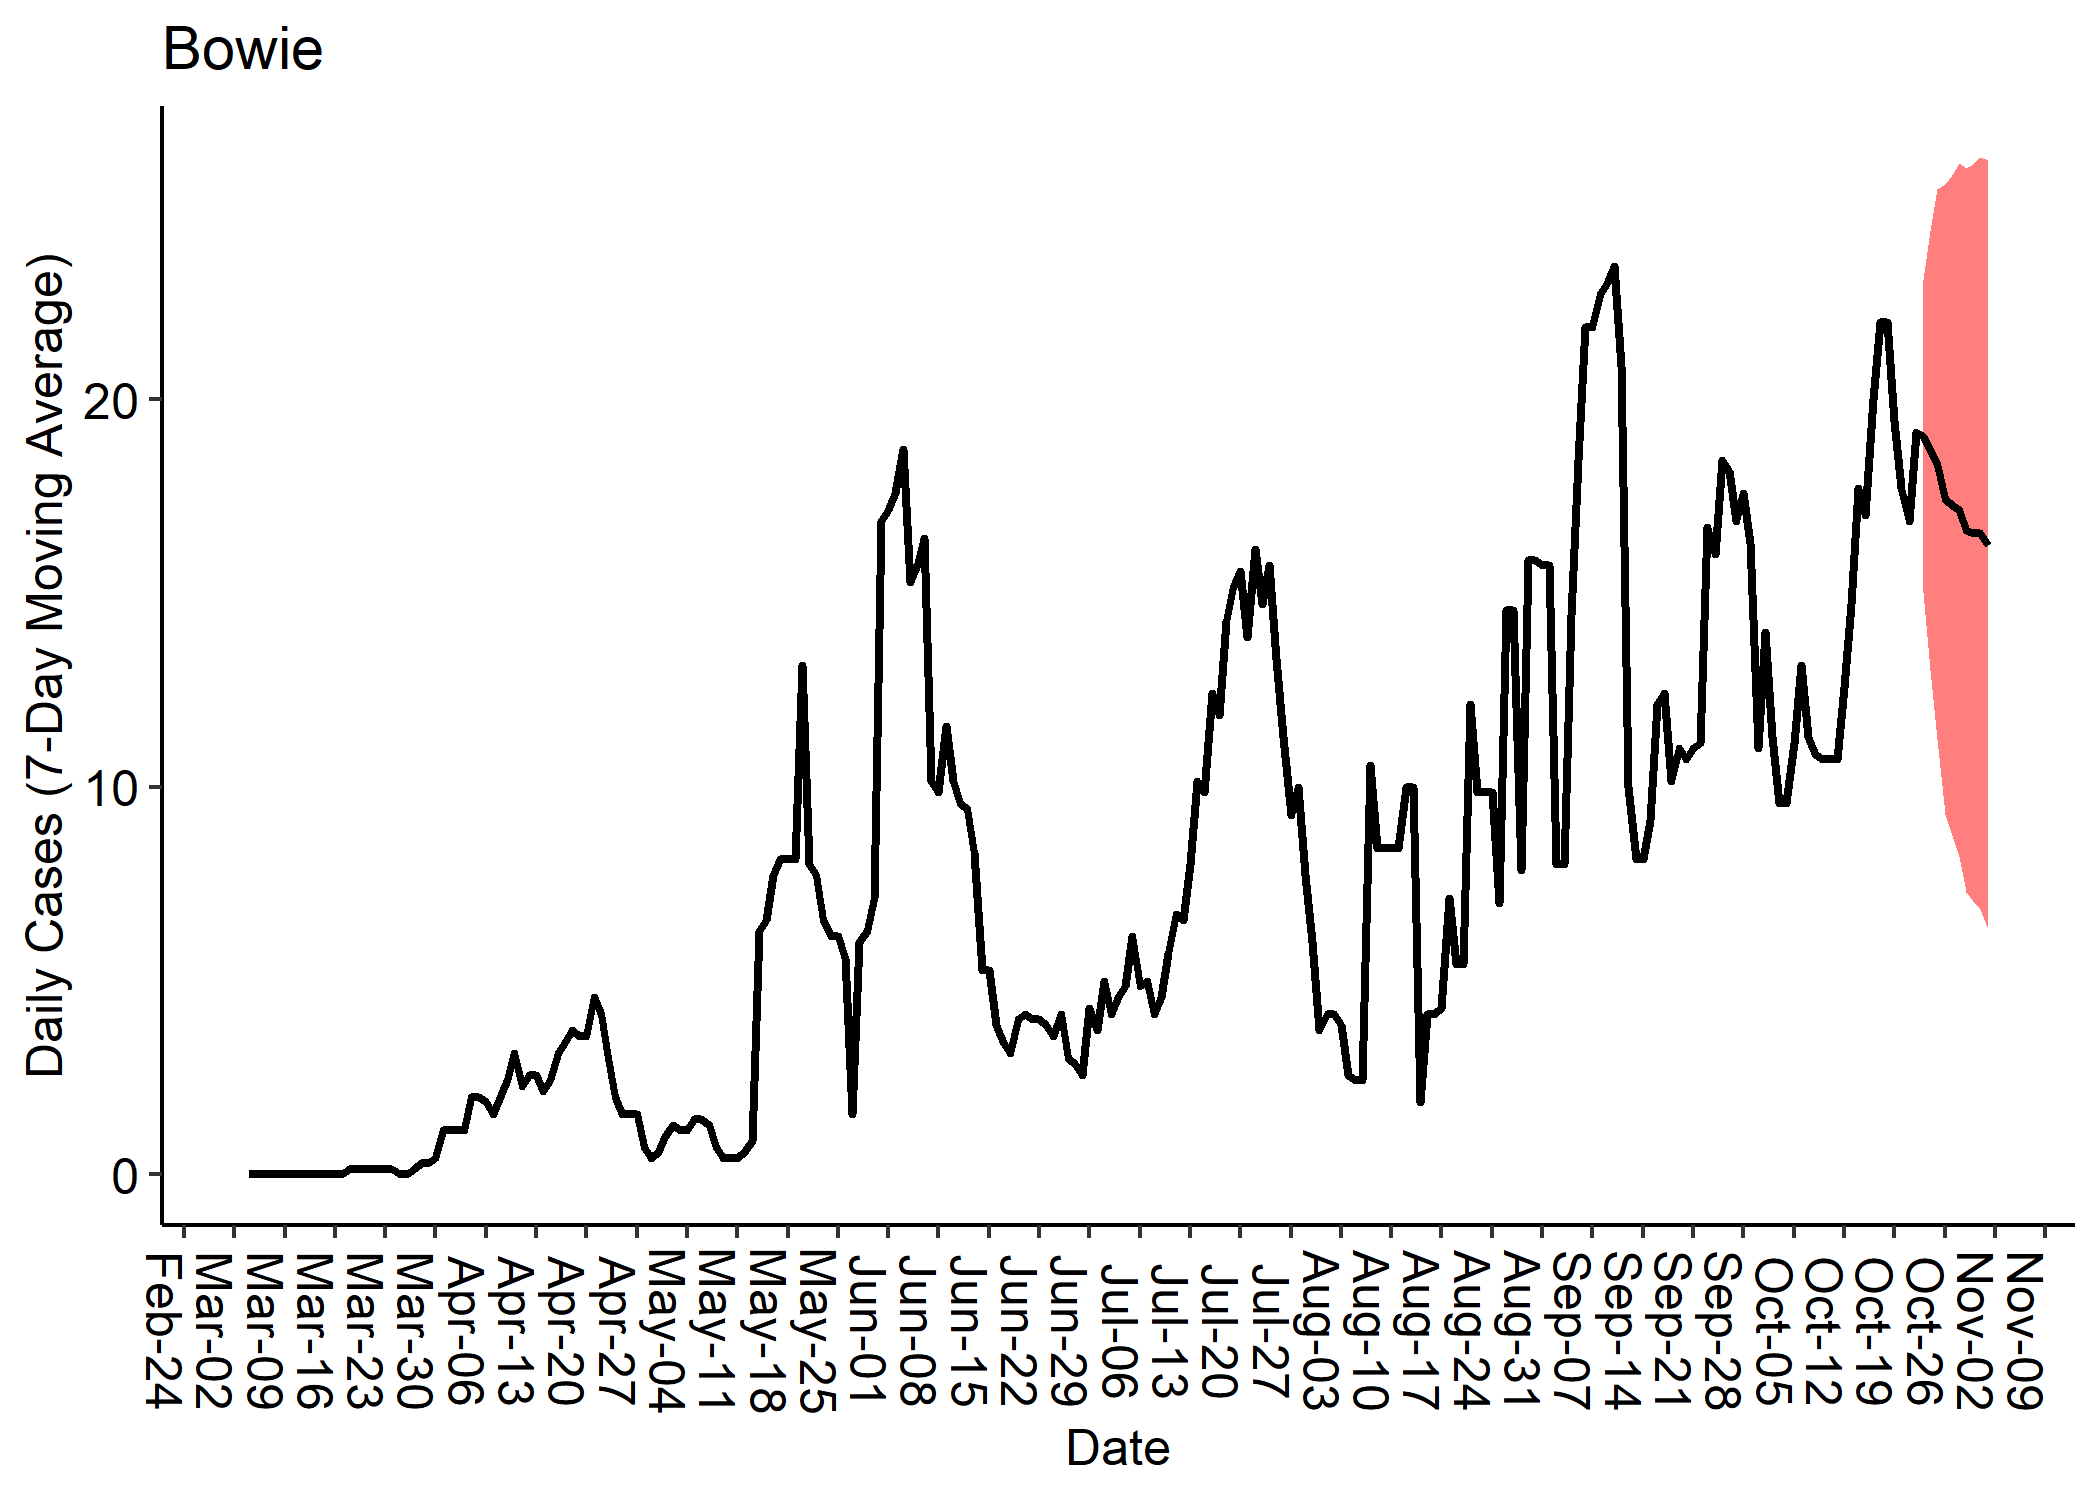 Bowie
Daily Cases (7-Day Moving Average)
20
10
0
Feb-24
Mar-02
Mar-09
Mar-16
Mar-23
Mar-30
Apr-06
Apr-13
Apr-20
Apr-27
May-04
May-11
May-18
May-25
Jun-01
Jun-08
Jun-15
Jun-22
Jun-29
Jul-06
Jul-13
Jul-20
Jul-27
Aug-03
Aug-10
Aug-17
Aug-24
Aug-31
Sep-07
Sep-14
Sep-21
Sep-28
Oct-05
Oct-12
Oct-19
Oct-26
Nov-02
Nov-09
Date